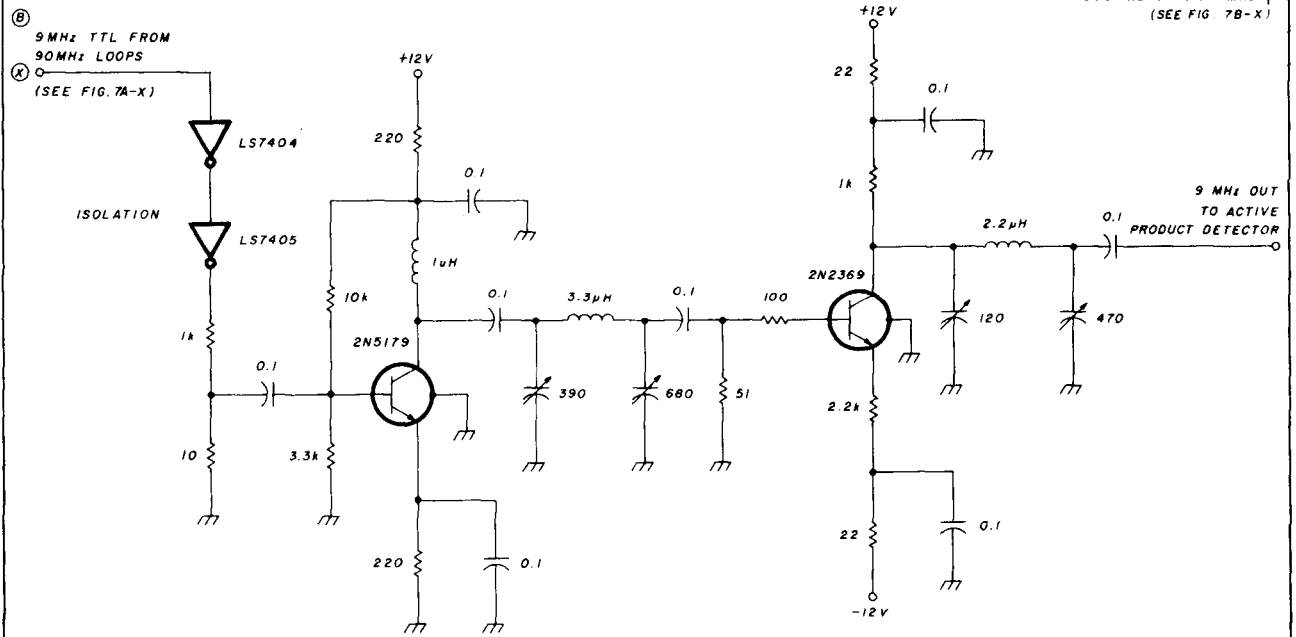 B
9MHz TTL FROM
90MHz LOOPS
X
(SEE FIG. 7A-X)
LS7404
ISOLATION
LS7405
1k
10
0.1
10k
3.3k
+12V
220
0.1
1uH
2N5179
220
0.1
0.1
3.3µH
0.1
390
680
51
100
(SEE FIG. 7B-X)
+12V
22
0.1
1k
2N2369
2.2k
22
0.1
-12V
2.2µH
120
470
0.1
9 MHz OUT
TO ACTIVE
PRODUCT DETECTOR